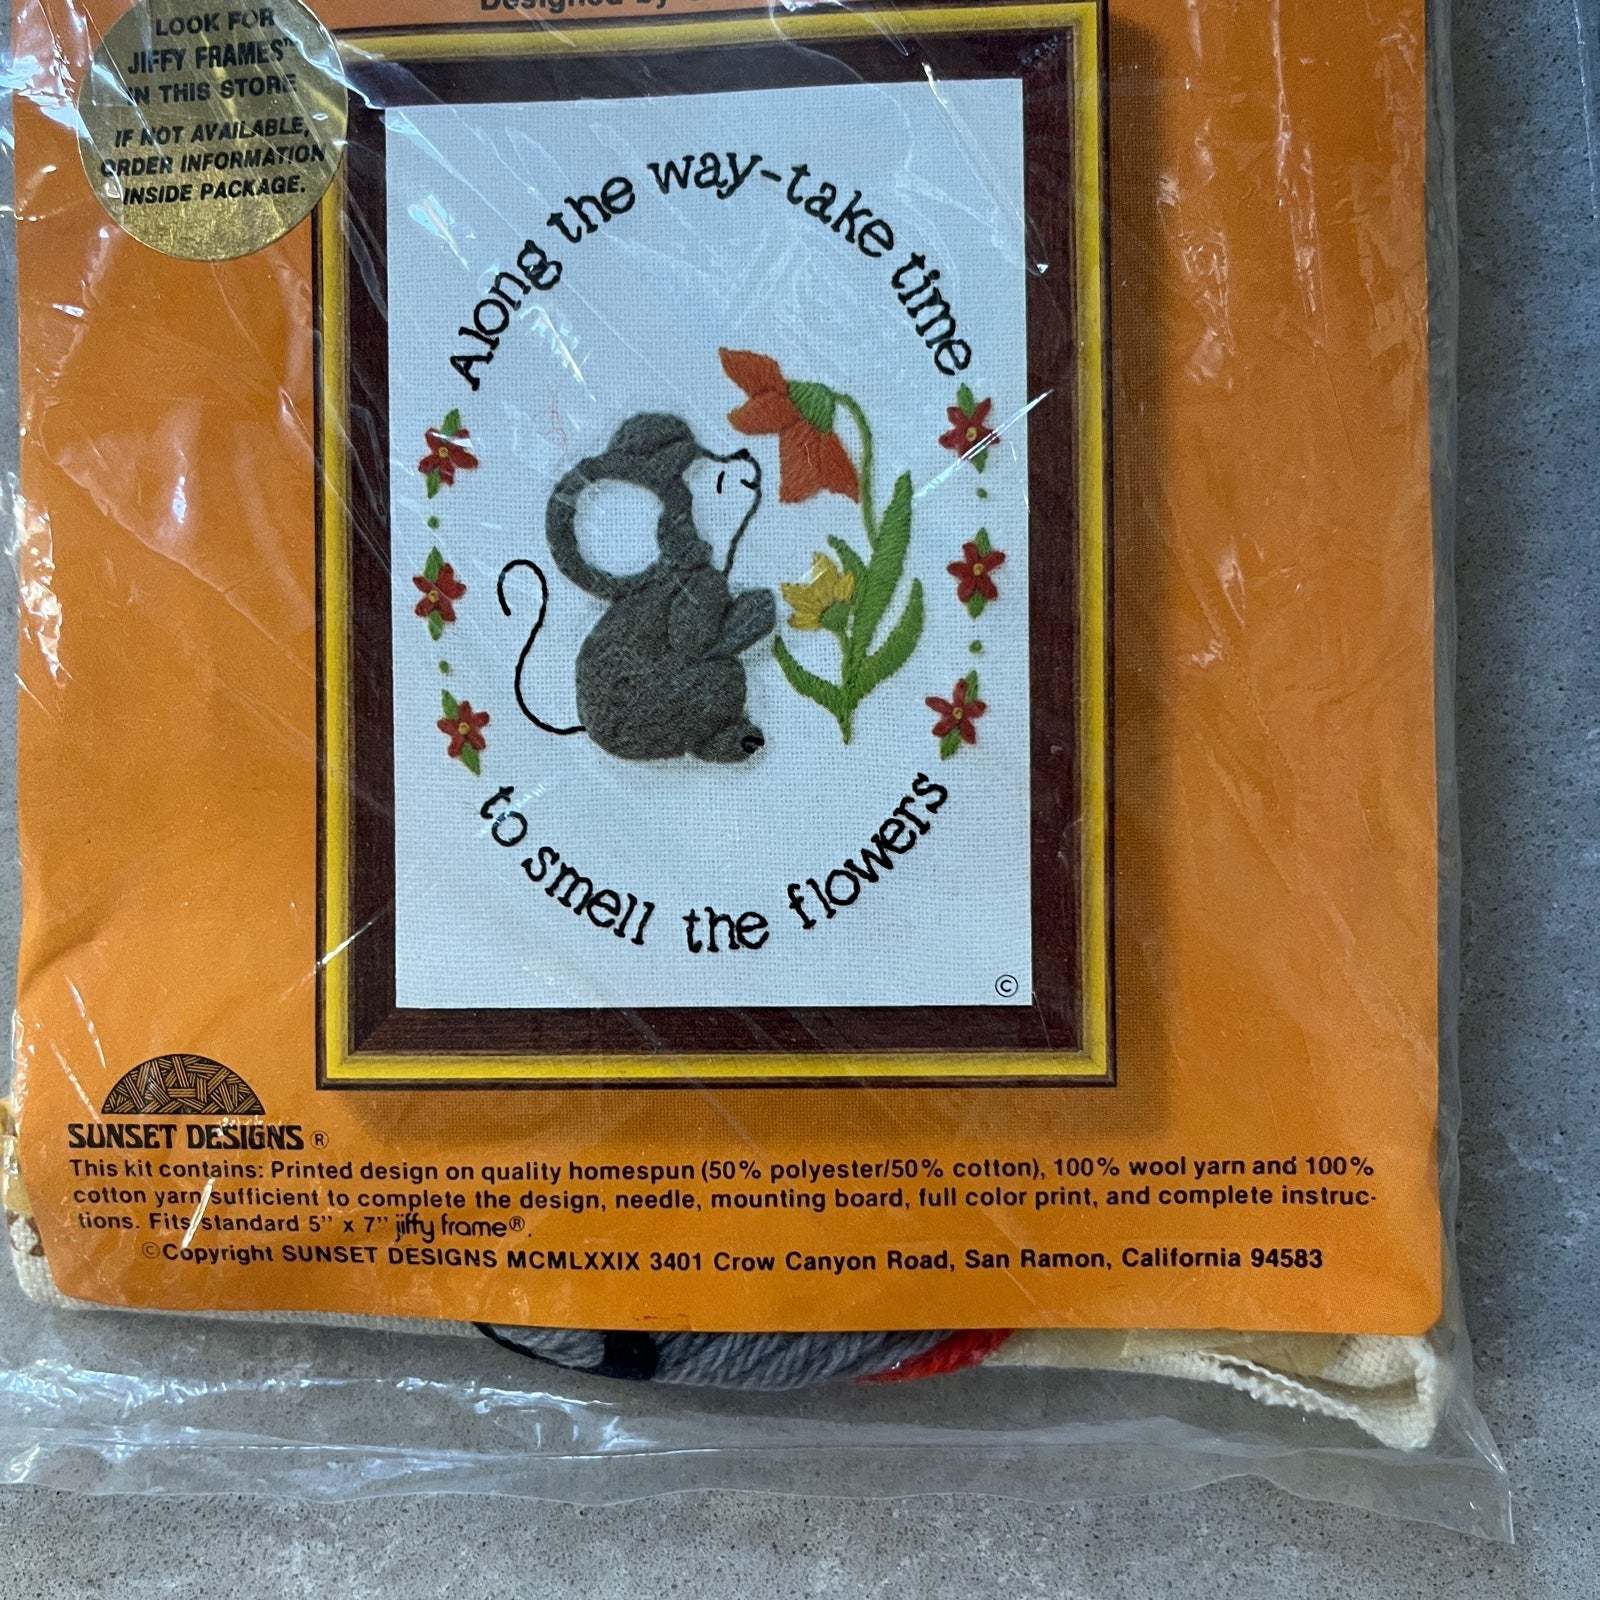 Designed by
LOOK FOR
JIFFY FRAMES™
IN THIS STORE
IF NOT AVAILABLE,
ORDER INFORMATION
INSIDE PACKAGE.
Along the way-take time
to smell the flowers
©
SUNSET DESIGNS®
This kit contains: Printed design on quality homespun (50% polyester/50% cotton), 100% wool yarn and 100%
cotton yarn sufficient to complete the design, needle, mounting board, full color print, and complete instruc-
tions. Fits standard 5" x 7" jiffy frame®.
©Copyright SUNSET DESIGNS MCMLXXIX 3401 Crow Canyon Road, San Ramon, California 94583